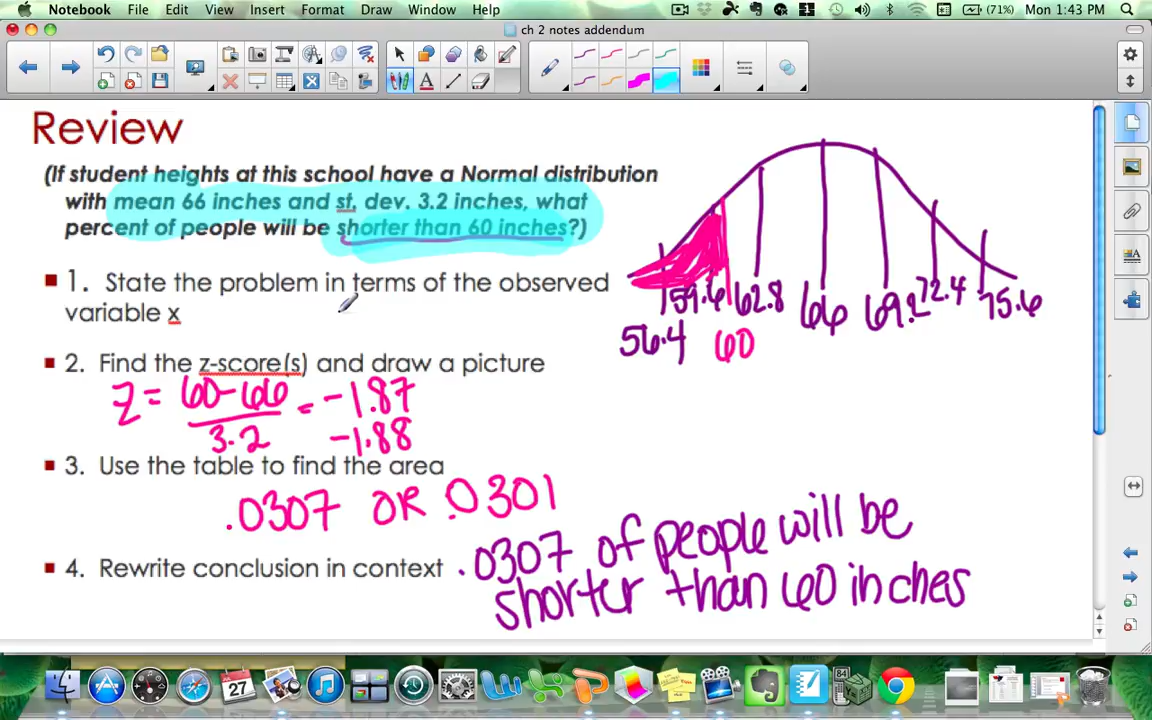 Notebook File Edit View Insert Format Draw Window Help (71%) Mon 1:43 PM
ch 2 notes addendum
Review
(If student heights at this school have a Normal distribution
with mean 66 inches and st. dev. 3.2 inches, what
percent of people will be shorter than 60 inches?)
1. State the problem in terms of the observed
variable x
2. Find the z-score(s) and draw a picture
z = 60-66 = -1.87
3.2 -1.88
3. Use the table to find the area
.0307 OR .0301
4. Rewrite conclusion in context
.0307 of people will be
shorter than 60 inches
59.6 62.8 66 69.2 72.4 75.6
56.4 60
27